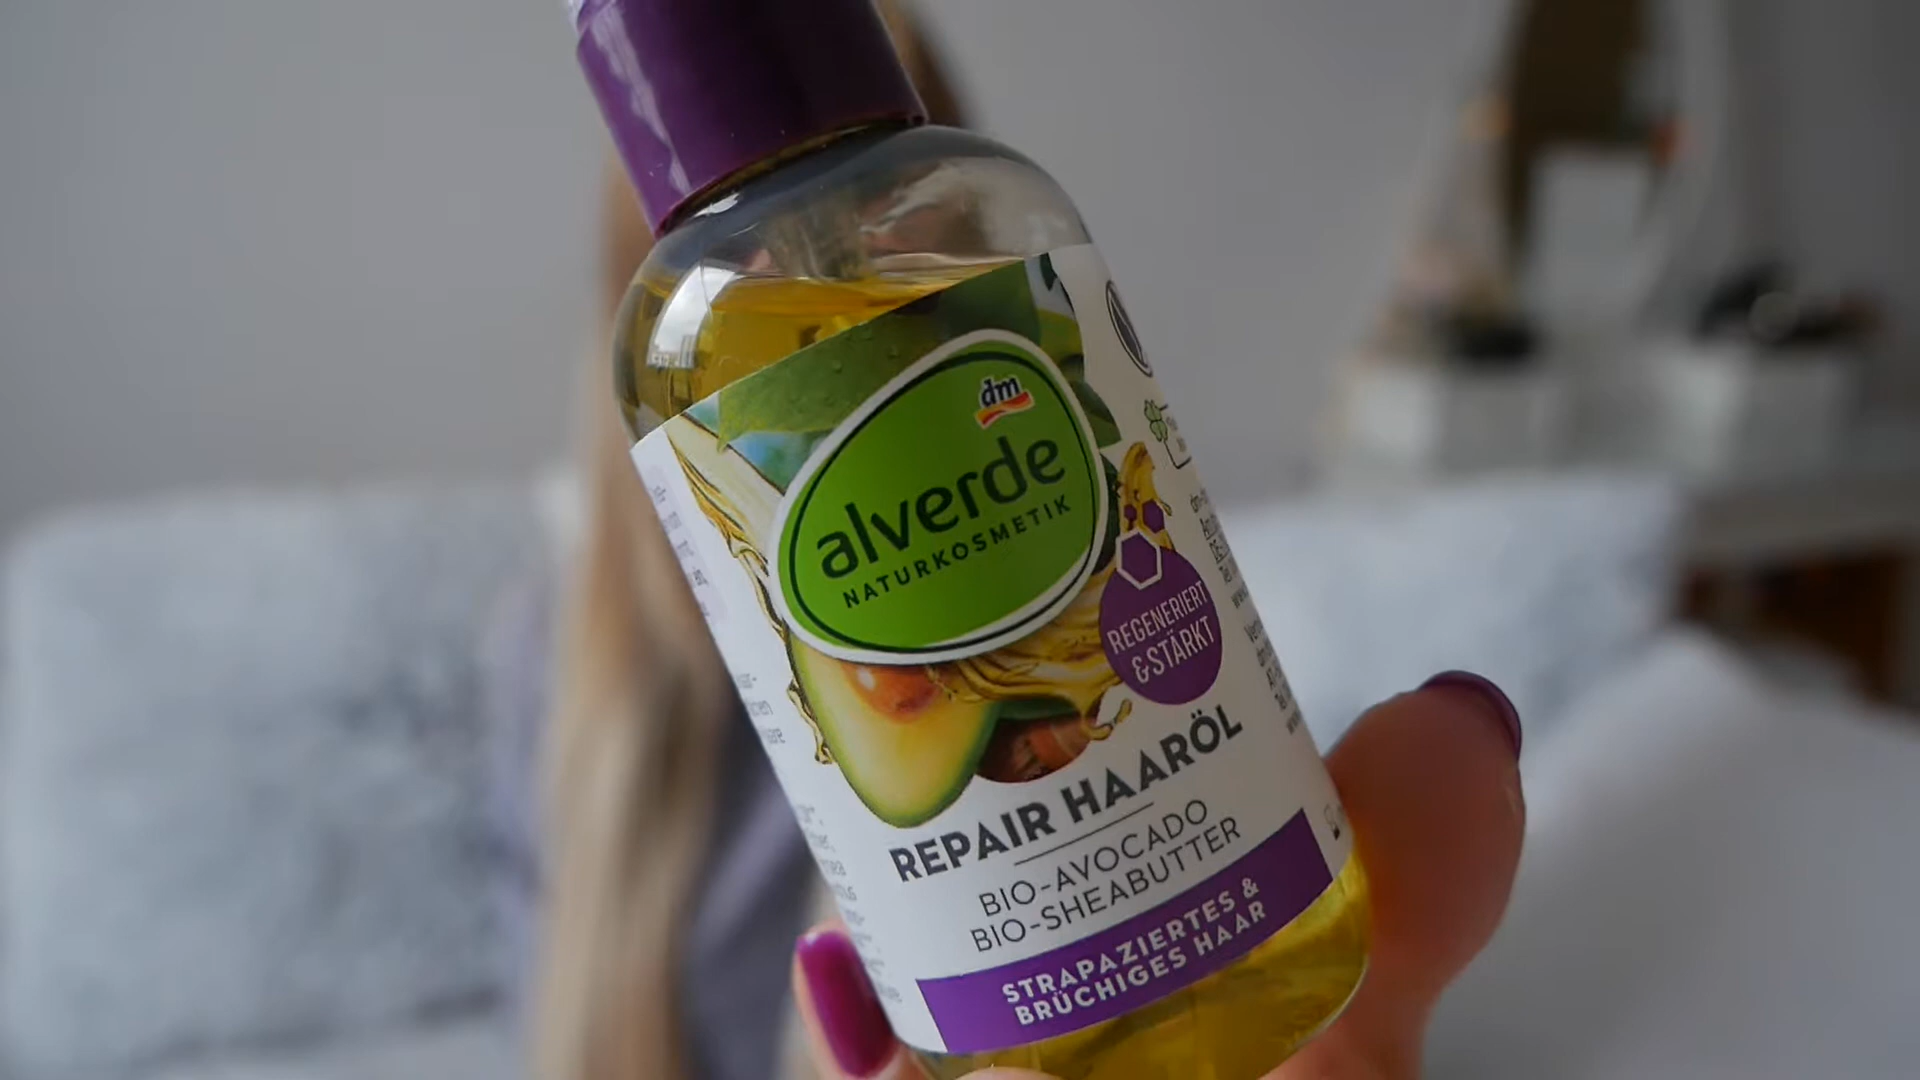 dm
alverde
NATURKOSMETIK
REGENERIERT
& STÄRKT
REPAIR HAARÖL
BIO-AVOCADO
BIO-SHEABUTTER
STRAPAZIERTES &
BRÜCHIGES HAAR